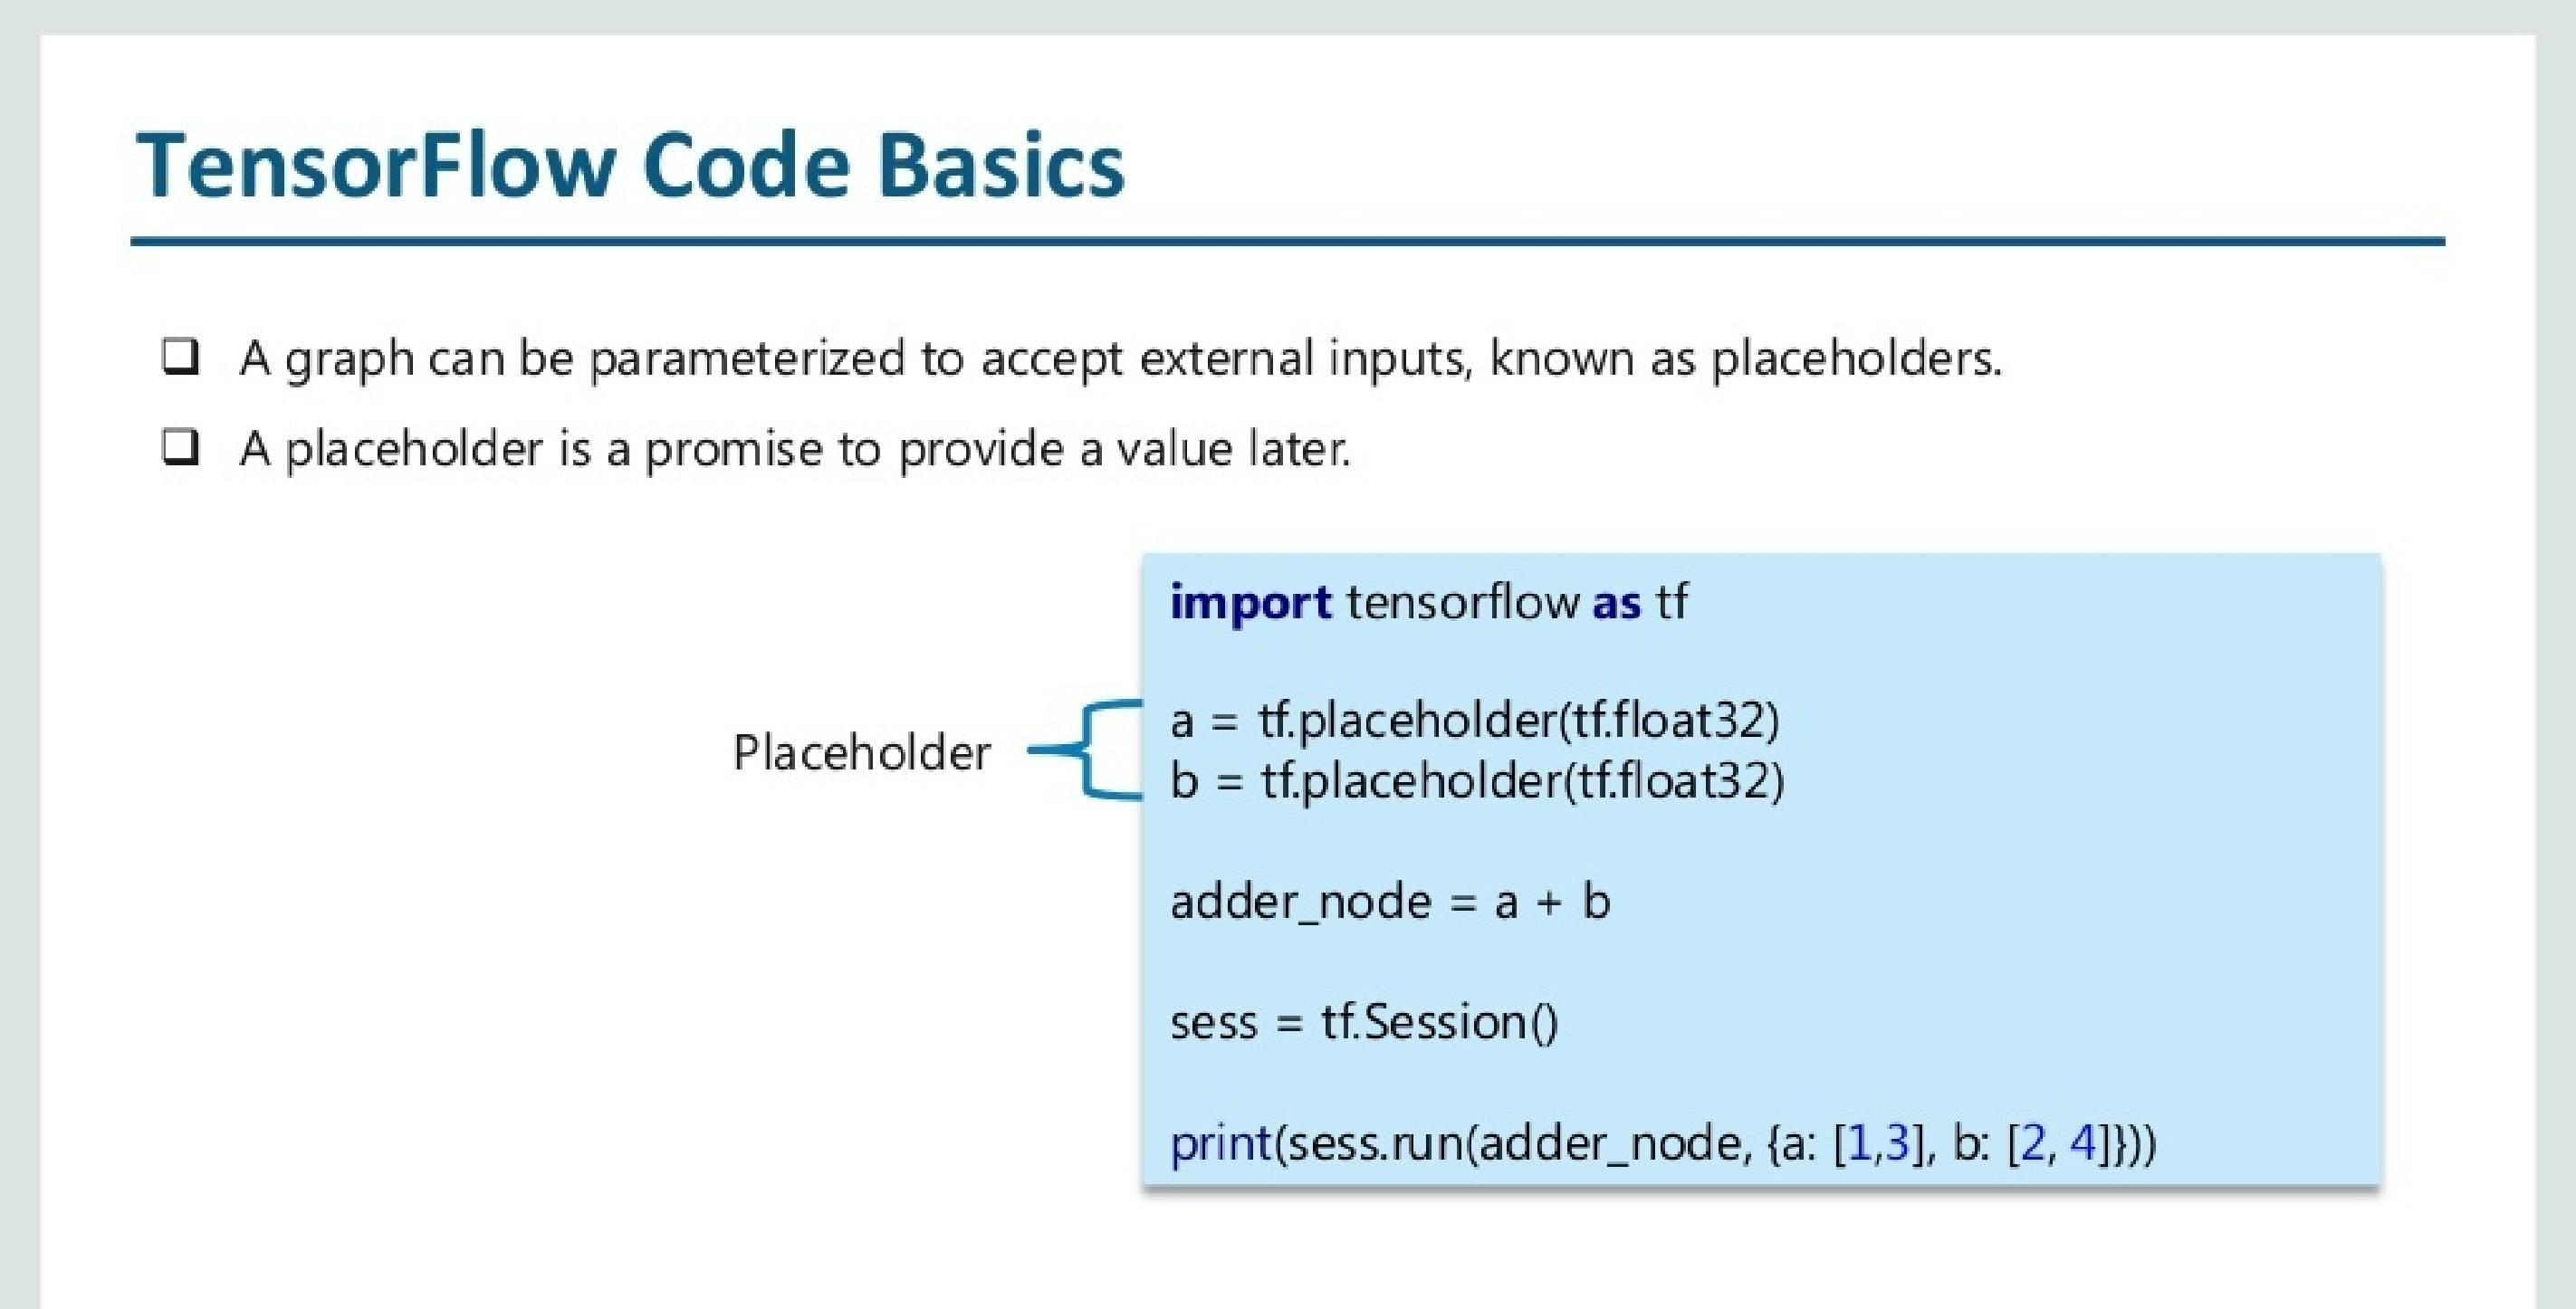 TensorFlow Code Basics
A graph can be parameterized to accept external inputs, known as placeholders.
A placeholder is a promise to provide a value later.
Placeholder
import tensorflow as tf
a = tf.placeholder(tf.float32)
b = tf.placeholder(tf.float32)
adder_node = a + b
sess = tf.Session()
print(sess.run(adder_node, {a: [1,3], b: [2, 4]}))